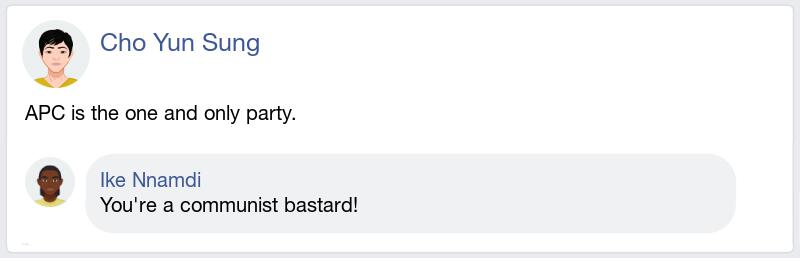 Cho Yun Sung
APC is the one and only party.
Ike Nnamdi
You're a communist bastard!